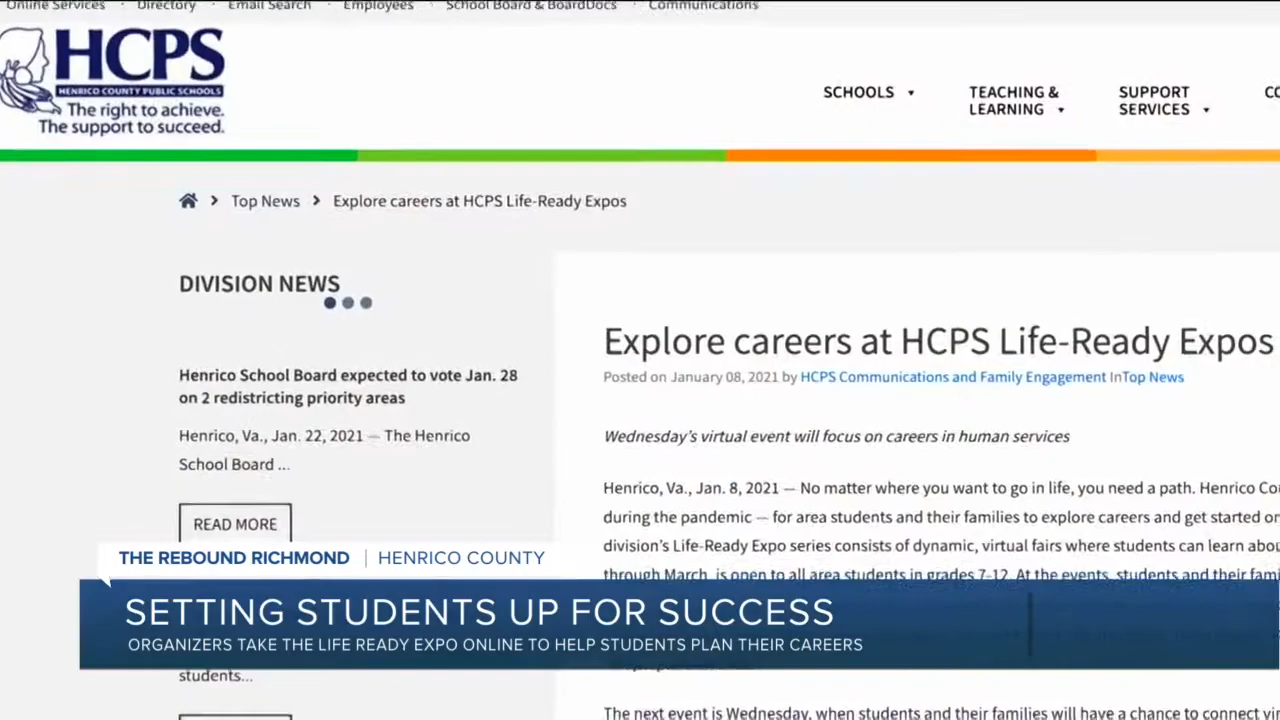 Online Services · Directory · Email Search · Employees · School Board & BoardDocs · Communications
HCPS
HENRICO COUNTY PUBLIC SCHOOLS
The right to achieve.
The support to succeed.
SCHOOLS
TEACHING &
LEARNING
SUPPORT
SERVICES
Top News > Explore careers at HCPS Life-Ready Expos
DIVISION NEWS
Henrico School Board expected to vote Jan. 28
on 2 redistricting priority areas
Henrico, Va., Jan. 22, 2021 — The Henrico
School Board ...
READ MORE
students...
Explore careers at HCPS Life-Ready Expos
Posted on January 08, 2021 by HCPS Communications and Family Engagement InTop News
Wednesday's virtual event will focus on careers in human services
Henrico, Va., Jan. 8, 2021 — No matter where you want to go in life, you need a path. Henrico
during the pandemic — for area students and their families to explore careers and get started
division's Life-Ready Expo series consists of dynamic, virtual fairs where students can learn
through March, is open to all area students in grades 7-12. At the events, students and their
The next event is Wednesday, when students and their families will have a chance to connect
THE REBOUND RICHMOND | HENRICO COUNTY
SETTING STUDENTS UP FOR SUCCESS
ORGANIZERS TAKE THE LIFE READY EXPO ONLINE TO HELP STUDENTS PLAN THEIR CAREERS